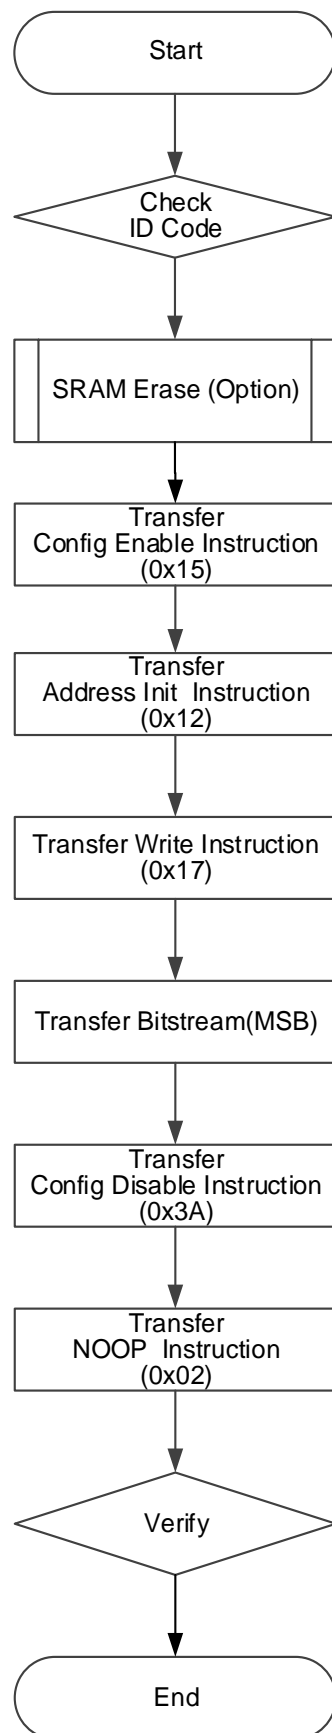 Start
Check
ID Code
SRAM Erase (Option)
Transfer
Config Enable Instruction
(0x15)
Transfer
Address Init  Instruction
(0x12)
Transfer Write Instruction
(0x17)
Transfer Bitstream(MSB)
Transfer
Config Disable Instruction
(0x3A)
Transfer
NOOP  Instruction
(0x02)
Verify
End